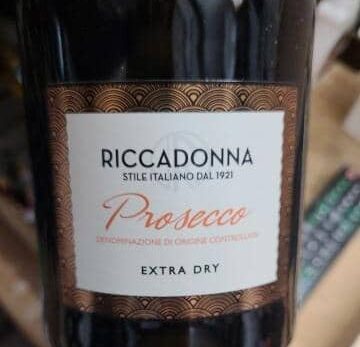 RICCADONNA
STILE ITALIANO DAL 1921
Prosecco
DENOMINAZIONE DI ORIGINE CONTROLLATA
EXTRA DRY